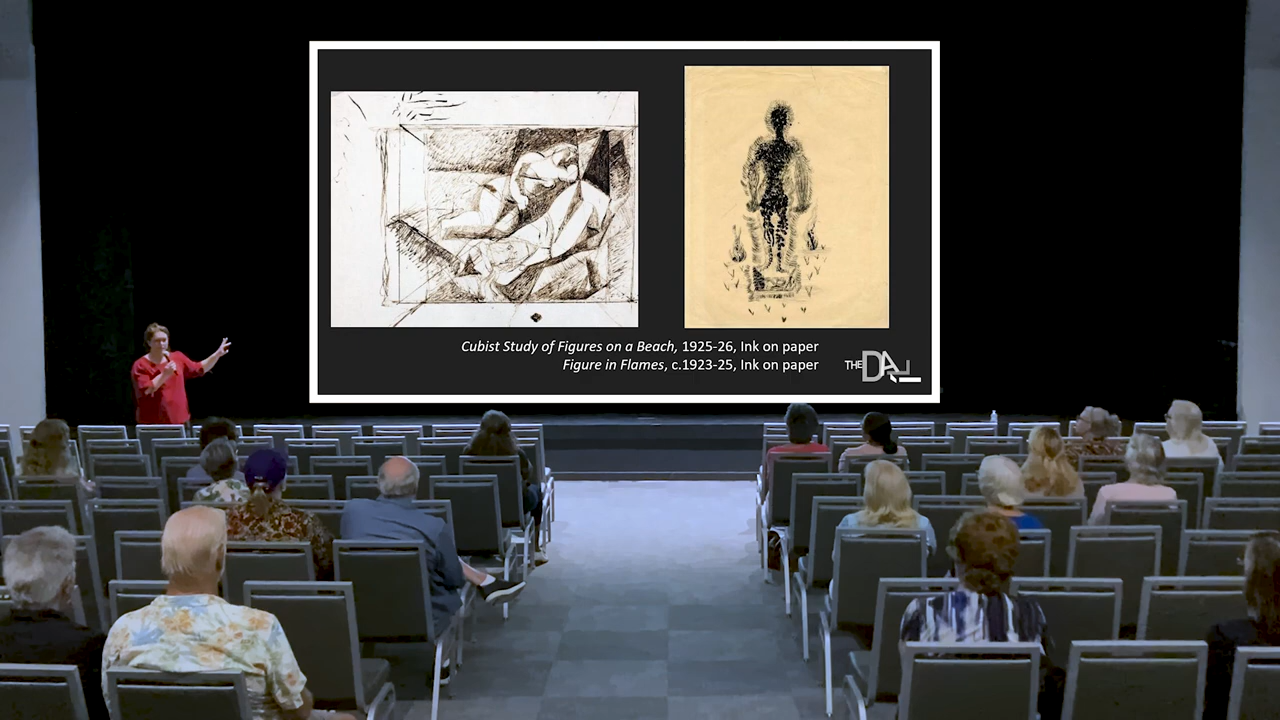 Cubist Study of Figures on a Beach, 1925-26, Ink on paper
Figure in Flames, c.1923-25, Ink on paper
THE DALI